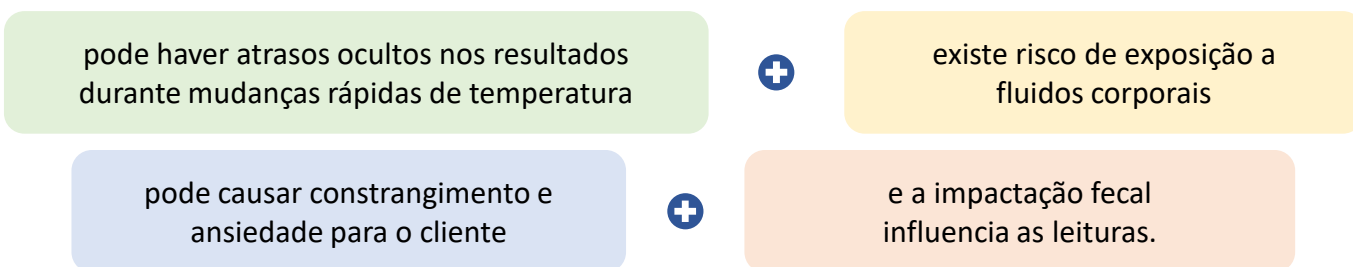 pode haver atrasos ocultos nos resultados
durante mudanças rápidas de temperatura
existe risco de exposição a
fluidos corporais
pode causar constrangimento e
ansiedade para o cliente
e a impactação fecal
influencia as leituras.